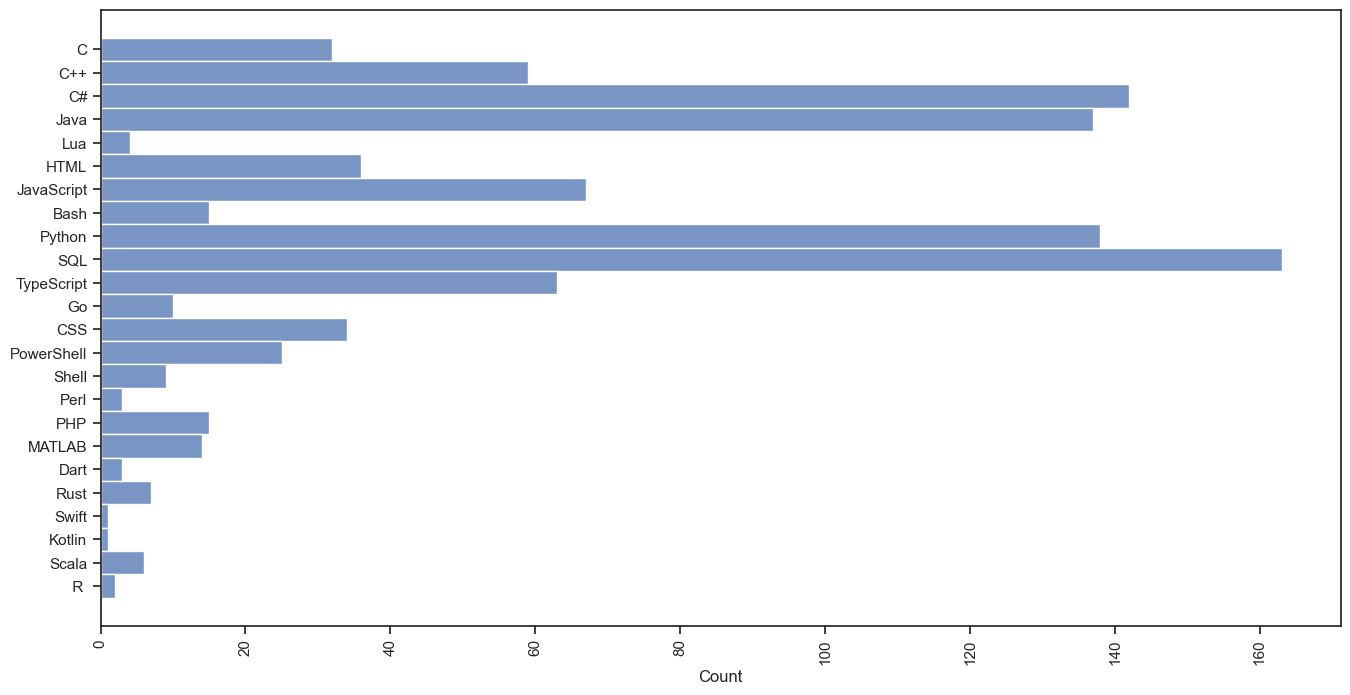 C
C++
C#
Java
Lua
HTML
JavaScript
Bash
Python
SQL
TypeScript
Go
CSS
PowerShell
Shell
Perl
PHP
MATLAB
Dart
Rust
Swift
Kotlin
Scala
R
0 20 40 60 80 100 120 140 160
Count